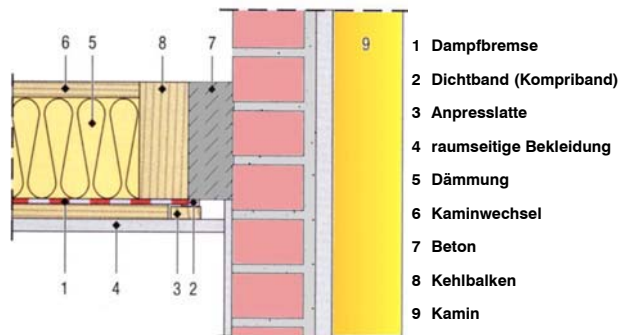 6 5 8 7 9
1 Dampfbremse
2 Dichtband (Kompriband)
3 Anpresslatte
4 raumseitige Bekleidung
5 Dämmung
6 Kaminwechsel
7 Beton
8 Kehlbalken
9 Kamin
1 4 3 2